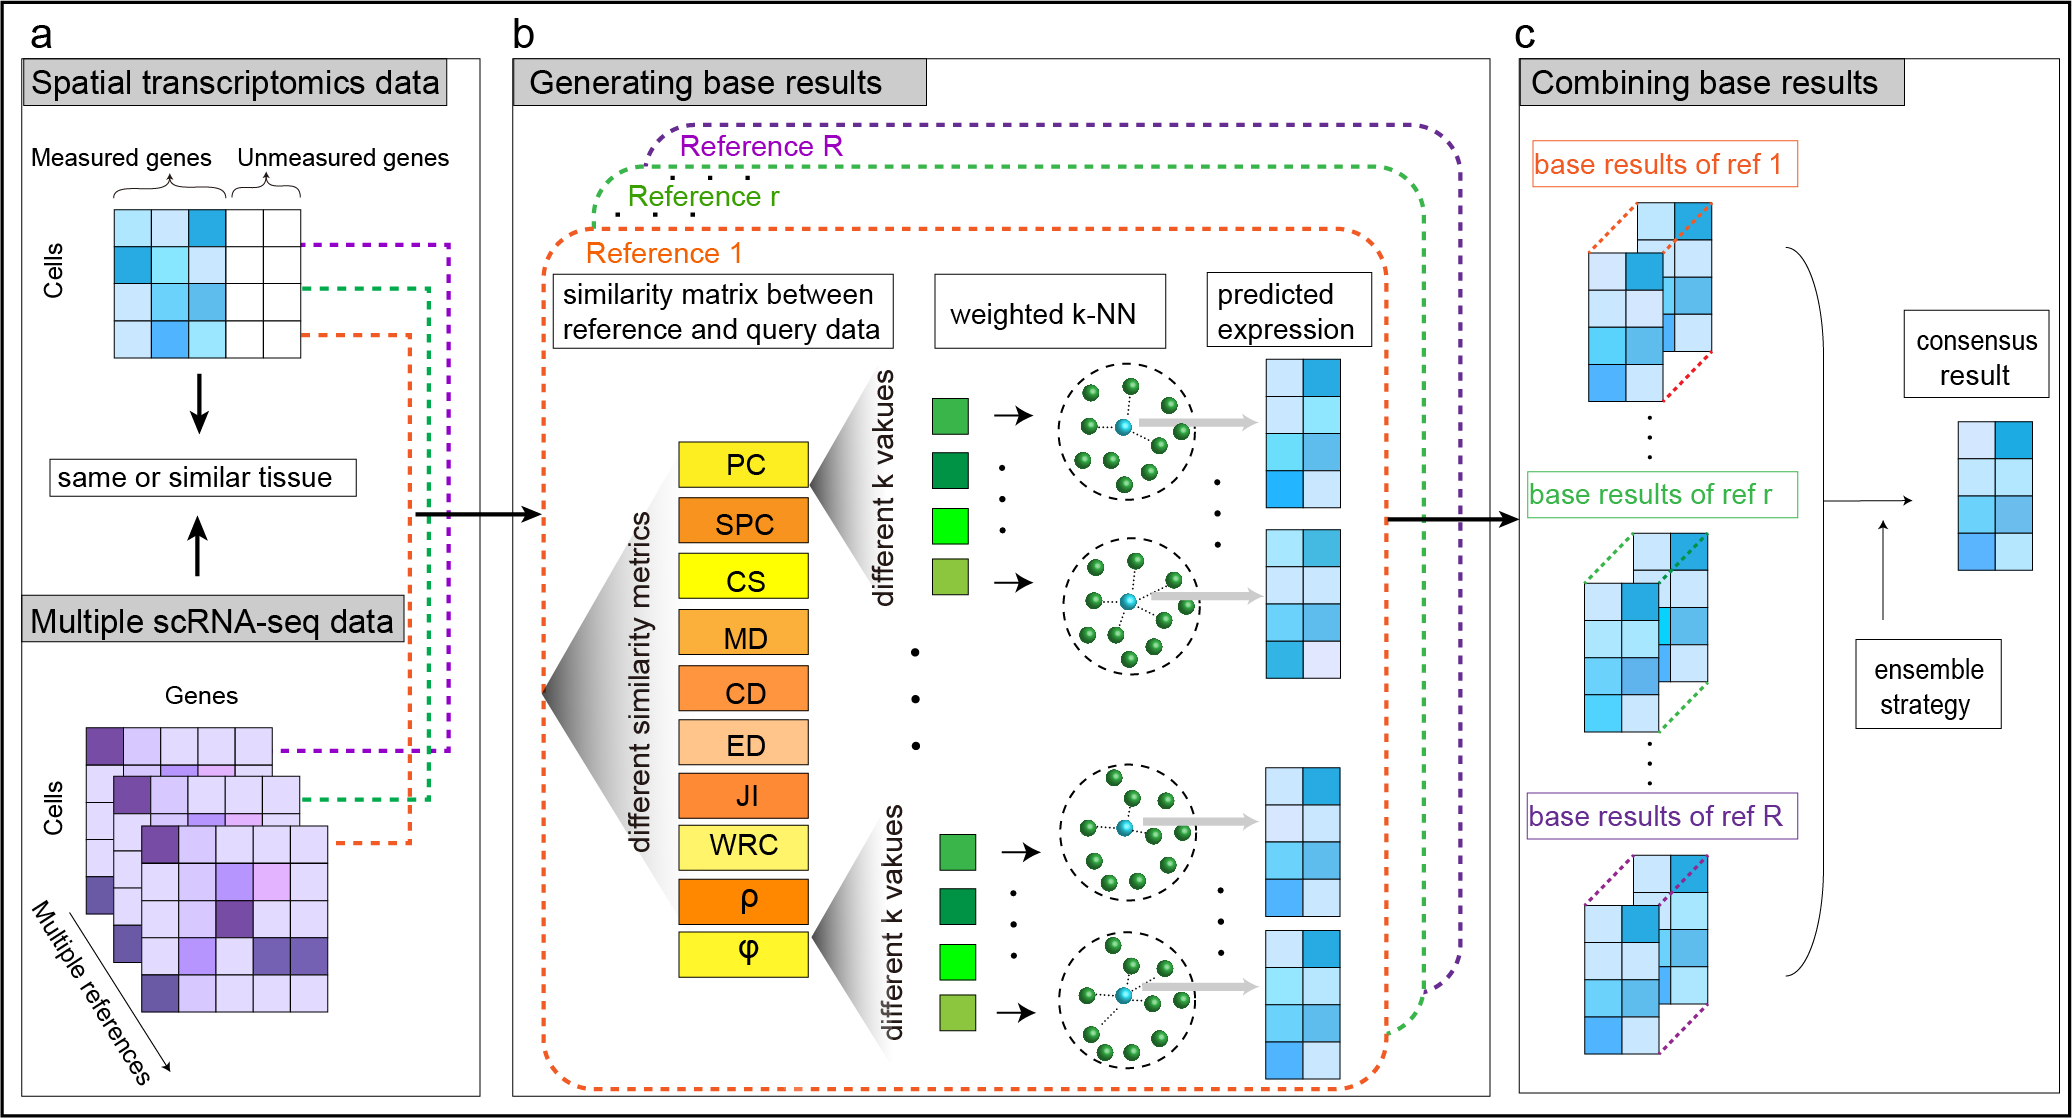 a
Spatial transcriptomics data
Measured genes
Unmeasured genes
Cells
same or similar tissue
Multiple scRNA-seq data
Genes
Cells
Multiple references
b
Generating base results
Reference R
Reference r
Reference 1
similarity matrix between
reference and query data
weighted k-NN
predicted
expression
different similarity metrics
PC
SPC
CS
MD
CD
ED
JI
WRC
ρ
φ
different k vakues
different k vakues
c
Combining base results
base results of ref 1
base results of ref r
base results of ref R
consensus
result
ensemble
strategy